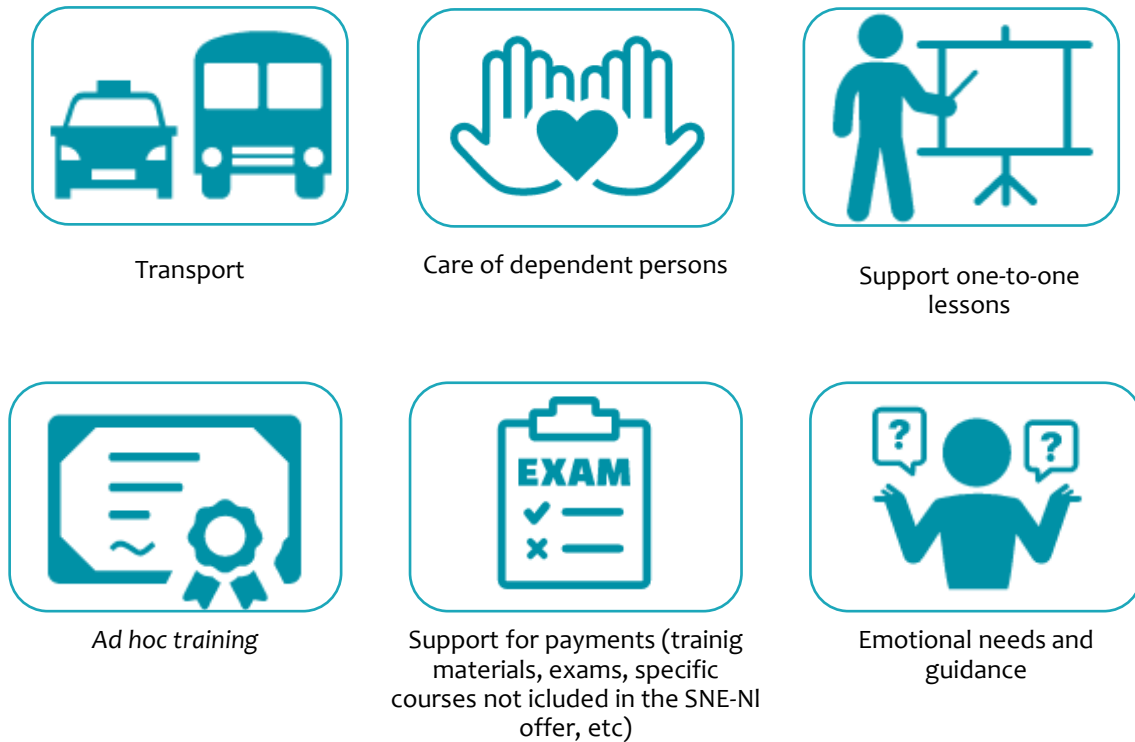 Transport
Care of dependent persons
Support one-to-one
lessons
EXAM
? ?
Ad hoc training
Support for payments (trainig
materials, exams, specific
courses not icluded in the SNE-NI
offer, etc)
Emotional needs and
guidance